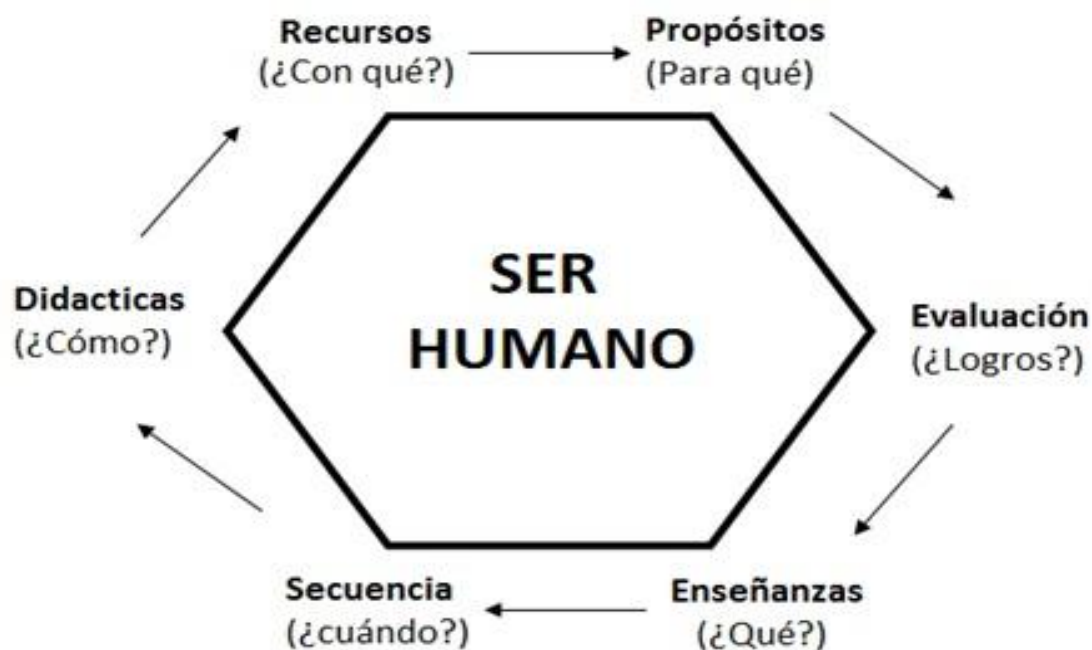 Recursos
(¿Con qué?)
Propósitos
(Para qué)
Didacticas
(¿Cómo?)
SER
HUMANO
Evaluación
(¿Logros?)
Secuencia
(¿cuándo?)
Enseñanzas
(¿Qué?)